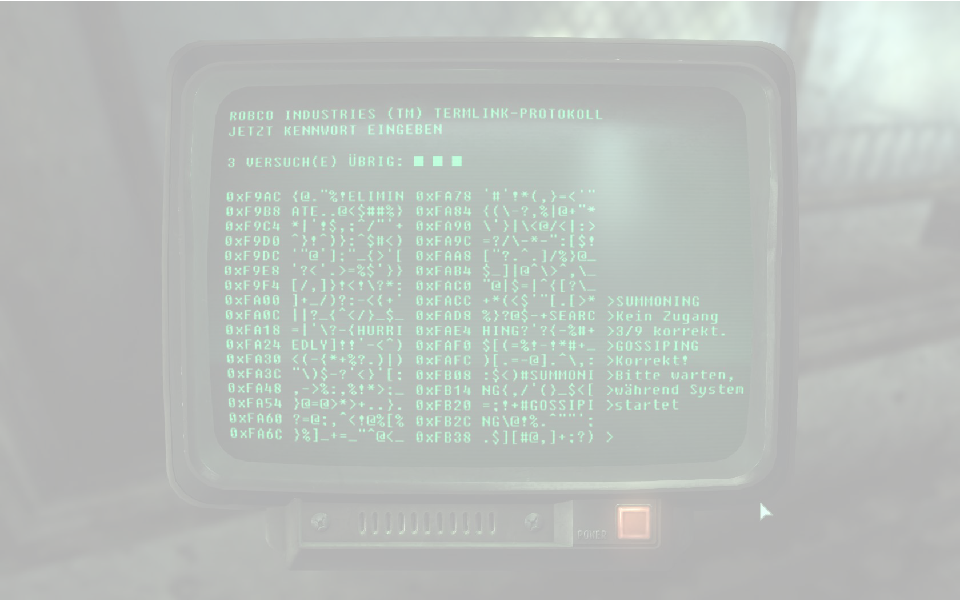 ROBCO INDUSTRIES (TM) TERMLINK-PROTOKOLL
JETZT KENNWORT EINGEBEN
3 VERSUCH(E) ÜBRIG: ■ ■ ■
0xF9AC {@."%!ELIMIN 0xFA78 '#'!*(,}=<'"
0xF9B8 ATE..@<$##%} 0xFA84 {(\-?,%|@+"*
0xF9C4 *|'!$,:^/"'+ 0xFA90 \"}|\<@/<|:>
0xF9D0 ^}!^)}:^$#<) 0xFA9C =?/\-*-":[$!
0xF9DC '"@']:"_{>'[ 0xFAA8 ["?.^_]/%)@_
0xF9E8 '?<'.>=%$'}} 0xFAB4 $_]|@^\>^,\_
0xF9F4 [/,]}!<!\?*: 0xFAC0 "@|$=|^{[?\_
0xFA00 ]+_/)?:-<{+' 0xFACC +*(<$'"[.[>* >SUMMONING
0xFA0C ||?_{^</}_$_ 0xFAD8 %}?@$-+SEARC >Kein Zugang
0xFA18 =|'\?-{HURRI 0xFAE4 HING?'?{-%#+ >3/9 korrekt.
0xFA24 EDLY]!!'-<^) 0xFAF0 $[(=%!-!*#+_ >GOSSIPING
0xFA30 <(-{*+%?.)|) 0xFAFC )[.=-@].^\,: >Korrekt!
0xFA3C "\)$-?'<}'[: 0xFB08 :$<)#SUMMONI >Bitte warten,
0xFA48 ,->%:,%!*>:_ 0xFB14 NG{,/'()_$<[ >während System
0xFA54 }@=@>*>+..}. 0xFB20 =;!+#GOSSIPI >startet
0xFA60 ?=@:,^<!@%[% 0xFB2C NG\@!%.^""':
0xFA6C }%]_+=_"^@<_ 0xFB38 .$][#@,]+;?) >
POWER